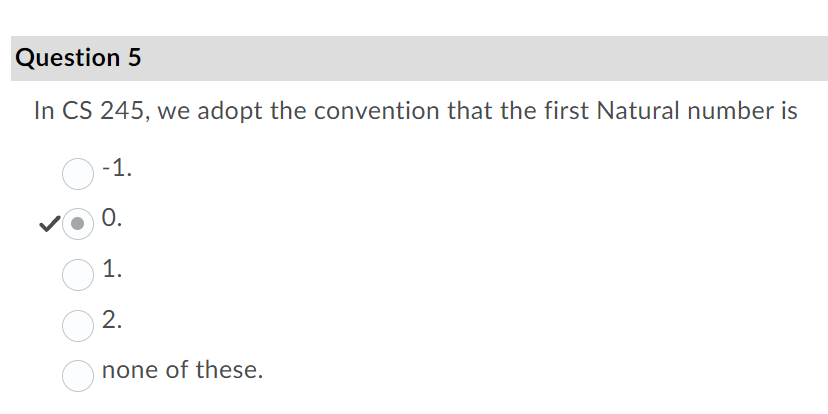 Question 5
In CS 245, we adopt the convention that the first Natural number is
-1.
0.
1.
2.
none of these.